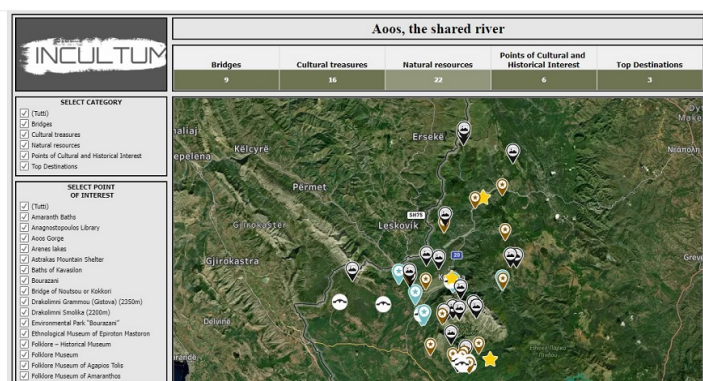 INCULTUM
Aoos, the shared river
Bridges
9
Cultural treasures
16
Natural resources
22
Points of Cultural and
Historical Interest
6
Top Destinations
3
SELECT CATEGORY
(Tutti)
Bridges
Cultural treasures
Natural resources
Points of Cultural and Historical Interest
Top Destinations
SELECT POINT
OF INTEREST
(Tutti)
Amaranth Baths
Anagnostopoulos Library
Aoos Gorge
Arenes lakes
Astrakas Mountain Shelter
Baths of Kavasilon
Bourazani
Bridge of Noutsou or Kokkori
Drakolimni Grammou (Gistova) (2350m)
Drakolimni Smolika (2200m)
Environmental Park "Bourazani"
Ethnological Museum of Epiroton Mastoron
Folklore – Historical Museum
Folklore Museum
Folklore Museum of Agapios Tolis
Folklore Museum of Amaranthos
aliaj
Këlcyrë
epelena
Ersekë
Përmet
SH75
Leskovik
Gjirokaster
Gjirokastra
20
Delvinë
Νιάπολη
Greve